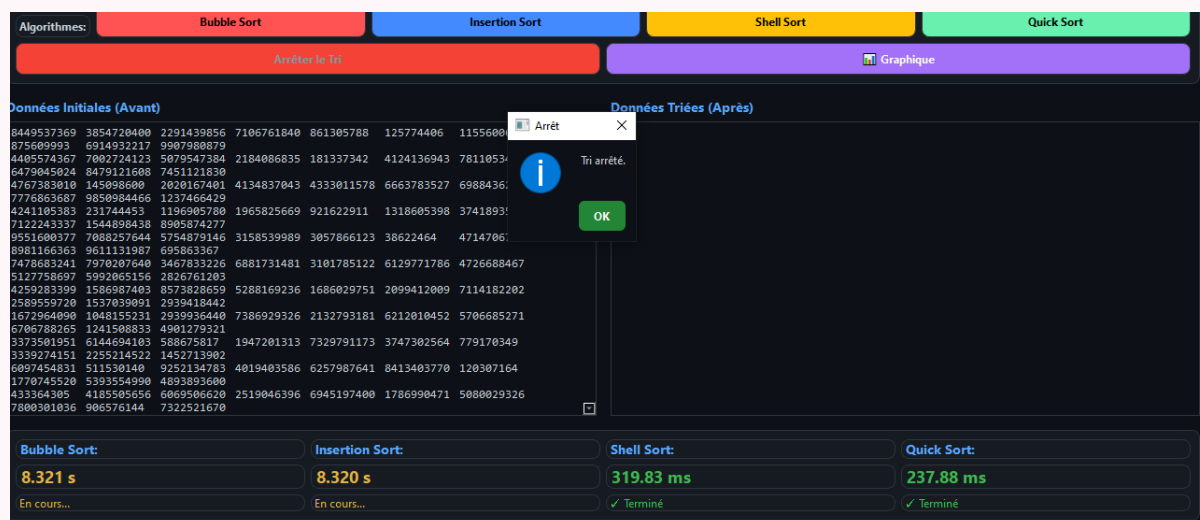 Algorithmes: Bubble Sort Insertion Sort Shell Sort Quick Sort
Arrêter le Tri Graphique
Données Initiales (Avant) Données Triées (Après)
8449537369 3854720400 2291439856 7106761840 861305788 125774406
875609993 6914932217 9907980879
4405574367 7002724123 5079547384 2184086835 181337342 4124136943
6479045024 8479121608 7451121830
4767383010 145098600 2020167401 4134837043 4333011578 6663783527
7776863687 9850984466 1237466429
4241105383 231744453 1196905780 1965825669 921622911 1318605398
7122243337 1544898438 8905874277
9551600377 7088257644 5754879146 3158539989 3057866123 38622464
8981166363 9611131987 695863367
7478683241 7970207640 3467833226 6881731481 3101785122 6129771786 4726688467
5127758697 5992065156 2826761203
4259283399 1586987403 8573828659 5288169236 1686029751 2099412009 7114182202
2589559720 1537039091 2939418442
1672964090 1048155231 2939936440 7386929326 2132793181 6212010452 5706685271
6706788265 1241508833 4901279321
3373501951 6144694103 588675817 1947201313 7329791173 3747302564 779170349
3339274151 2255214522 1452713902
6097454831 511530140 9252134783 4019403586 6257987641 8413403770 120307164
1770745520 5393554990 4893893600
433364305 4185505656 6069506620 2519046396 6945197400 1786990471 5080029326
7800301036 906576144 7322521670
Arrêt
Tri arrêté.
OK
Bubble Sort: Insertion Sort: Shell Sort: Quick Sort:
8.321 s 8.320 s 319.83 ms 237.88 ms
En cours... En cours... ✓ Terminé ✓ Terminé